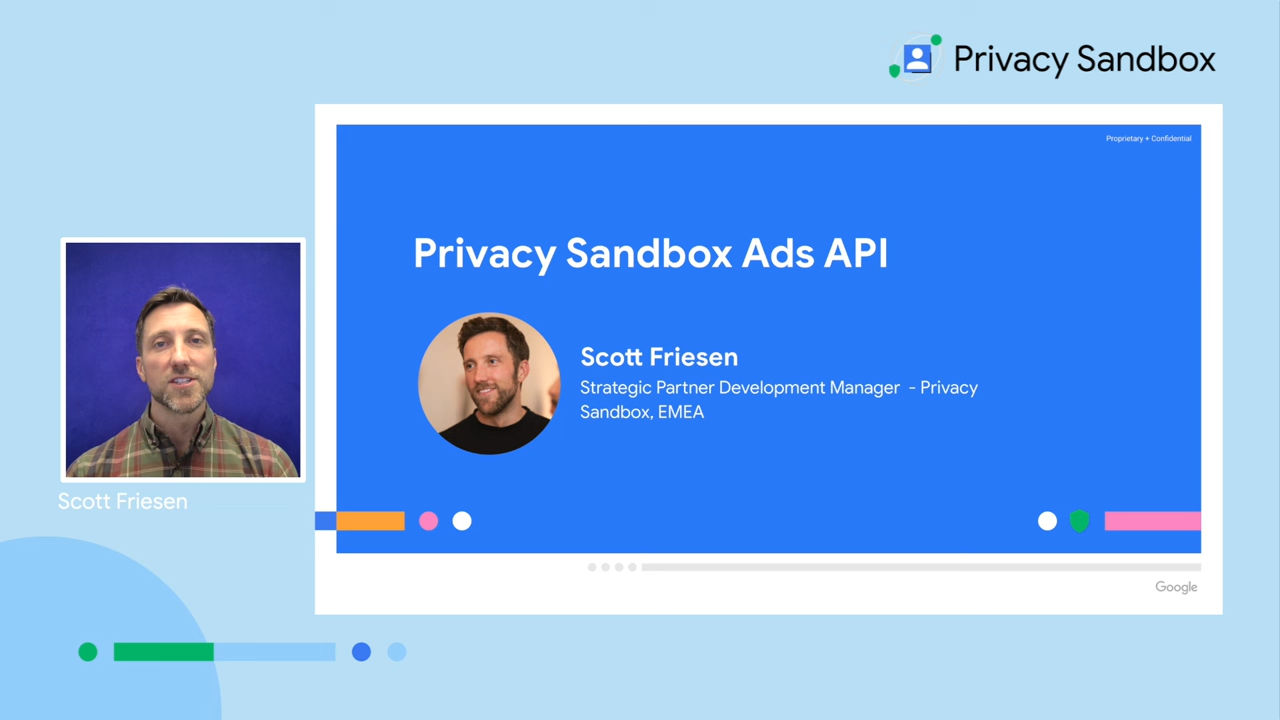 Privacy Sandbox
Proprietary + Confidential
Privacy Sandbox Ads API
Scott Friesen
Strategic Partner Development Manager - Privacy
Sandbox, EMEA
Scott Friesen
Google